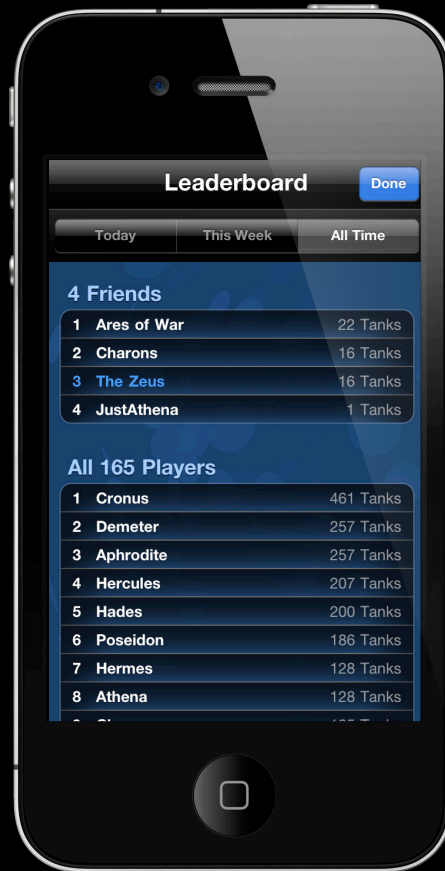 Leaderboard Done
Today This Week All Time
4 Friends
1 Ares of War 22 Tanks
2 Charons 16 Tanks
3 The Zeus 16 Tanks
4 JustAthena 1 Tanks
All 165 Players
1 Cronus 461 Tanks
2 Demeter 257 Tanks
3 Aphrodite 257 Tanks
4 Hercules 207 Tanks
5 Hades 200 Tanks
6 Poseidon 186 Tanks
7 Hermes 128 Tanks
8 Athena 128 Tanks